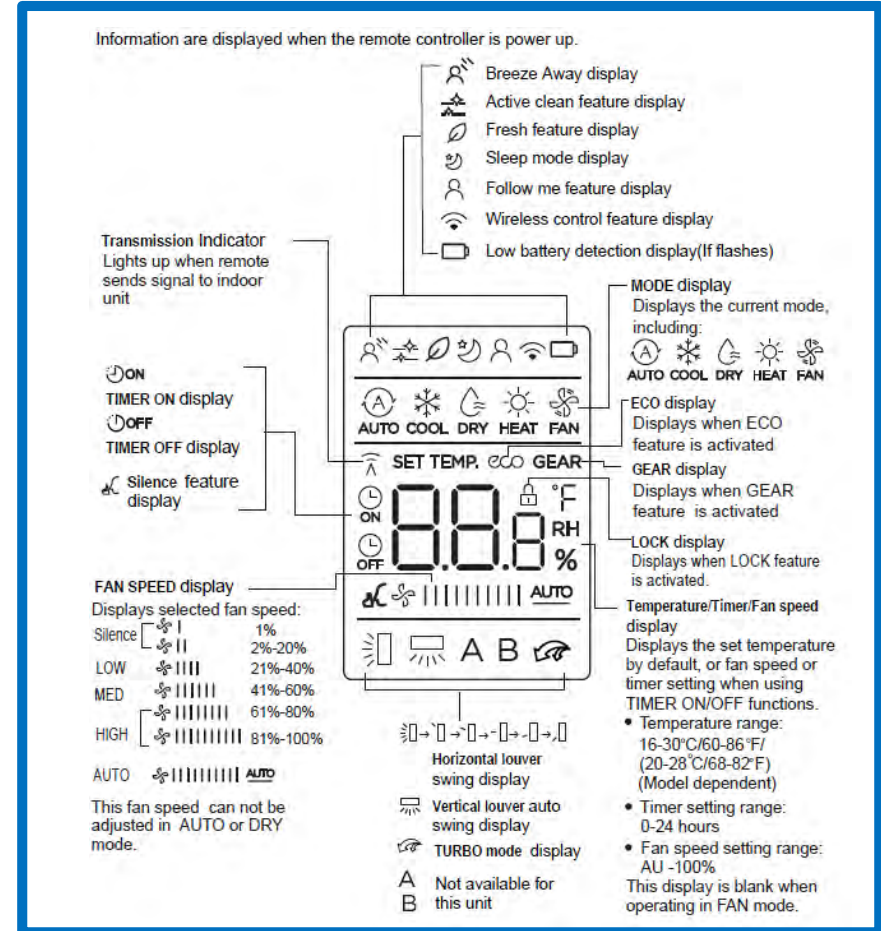 Information are displayed when the remote controller is power up.
Breeze Away display
Active clean feature display
Fresh feature display
Sleep mode display
Follow me feature display
Wireless control feature display
Low battery detection display(If flashes)
Transmission Indicator
Lights up when remote
sends signal to indoor
unit
MODE display
Displays the current mode,
including:
A
AUTO COOL DRY HEAT FAN
A
AUTO COOL DRY HEAT FAN
ON
TIMER ON display
OFF
TIMER OFF display
Silence feature
display
ECO display
Displays when ECO
feature is activated
GEAR display
Displays when GEAR
feature is activated
SET TEMP. eco GEAR
ON
88.8
°F
RH
OFF
%
AUTO
LOCK display
Displays when LOCK feature
is activated.
FAN SPEED display
Displays selected fan speed:
Silence
1%
2%-20%
LOW 21%-40%
MED 41%-60%
61%-80%
HIGH
81%-100%
AUTO AUTO
This fan speed can not be
adjusted in AUTO or DRY
mode.
A B
Horizontal louver
swing display
Vertical louver auto
swing display
TURBO mode display
A Not available for
B this unit
Temperature/Timer/Fan speed
display
Displays the set temperature
by default, or fan speed or
timer setting when using
TIMER ON/OFF functions.
• Temperature range:
16-30°C/60-86°F/
(20-28°C/68-82°F)
(Model dependent)
• Timer setting range:
0-24 hours
• Fan speed setting range:
AU -100%
This display is blank when
operating in FAN mode.